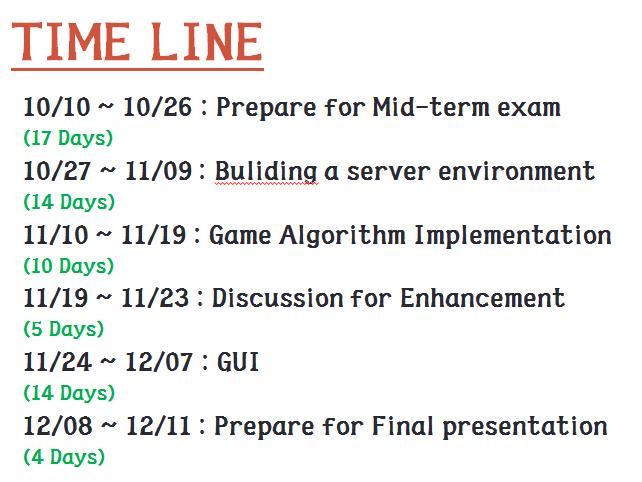 TIME LINE
10/10 ~ 10/26 : Prepare for Mid-term exam
(17 Days)
10/27 ~ 11/09 : Buliding a server environment
(14 Days)
11/10 ~ 11/19 : Game Algorithm Implementation
(10 Days)
11/19 ~ 11/23 : Discussion for Enhancement
(5 Days)
11/24 ~ 12/07 : GUI
(14 Days)
12/08 ~ 12/11 : Prepare for Final presentation
(4 Days)